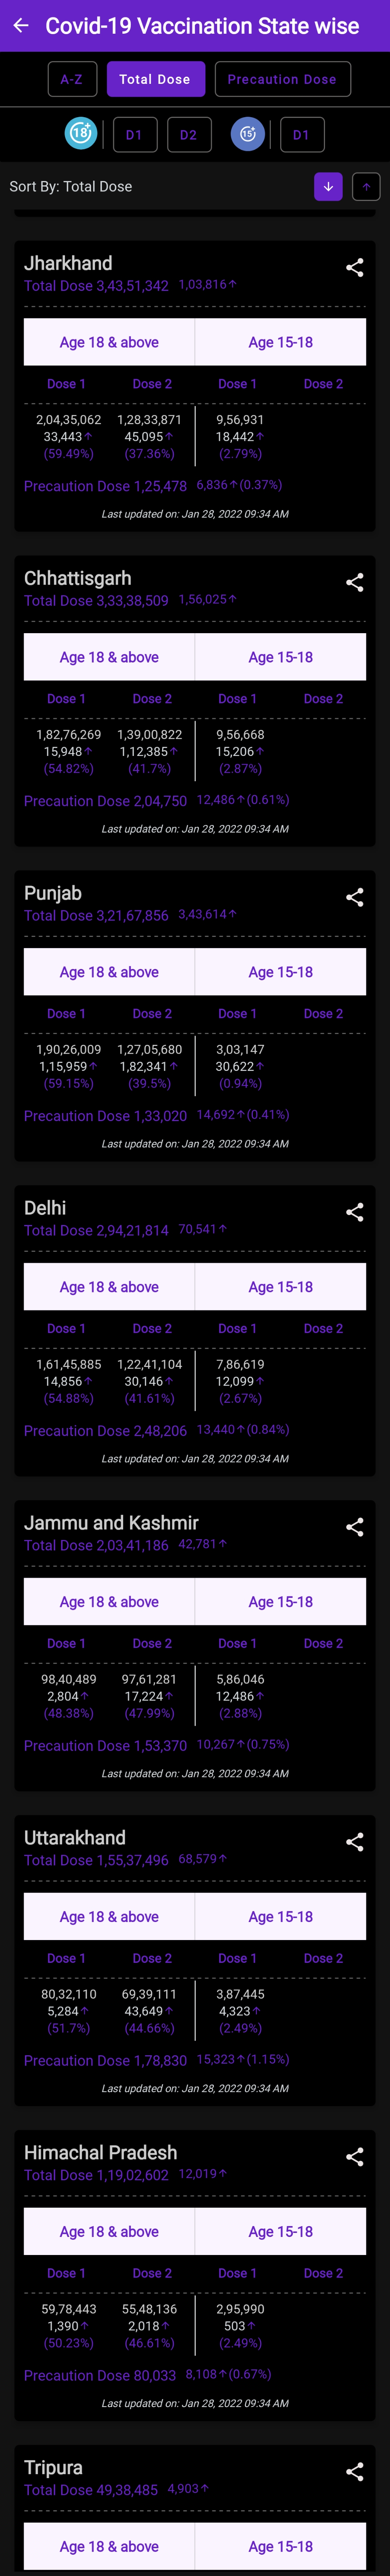 Covid-19 Vaccination State wise
A-Z Total Dose Precaution Dose
18+ D1 D2 15+ D1
Sort By: Total Dose
Jharkhand
Total Dose 3,43,51,342 1,03,816↑
Age 18 & above Age 15-18
Dose 1 Dose 2 Dose 1 Dose 2
2,04,35,062 1,28,33,871 9,56,931
33,443↑ 45,095↑ 18,442↑
(59.49%) (37.36%) (2.79%)
Precaution Dose 1,25,478 6,836↑(0.37%)
Last updated on: Jan 28, 2022 09:34 AM
Chhattisgarh
Total Dose 3,33,38,509 1,56,025↑
Age 18 & above Age 15-18
Dose 1 Dose 2 Dose 1 Dose 2
1,82,76,269 1,39,00,822 9,56,668
15,948↑ 1,12,385↑ 15,206↑
(54.82%) (41.7%) (2.87%)
Precaution Dose 2,04,750 12,486↑(0.61%)
Last updated on: Jan 28, 2022 09:34 AM
Punjab
Total Dose 3,21,67,856 3,43,614↑
Age 18 & above Age 15-18
Dose 1 Dose 2 Dose 1 Dose 2
1,90,26,009 1,27,05,680 3,03,147
1,15,959↑ 1,82,341↑ 30,622↑
(59.15%) (39.5%) (0.94%)
Precaution Dose 1,33,020 14,692↑(0.41%)
Last updated on: Jan 28, 2022 09:34 AM
Delhi
Total Dose 2,94,21,814 70,541↑
Age 18 & above Age 15-18
Dose 1 Dose 2 Dose 1 Dose 2
1,61,45,885 1,22,41,104 7,86,619
14,856↑ 30,146↑ 12,099↑
(54.88%) (41.61%) (2.67%)
Precaution Dose 2,48,206 13,440↑(0.84%)
Last updated on: Jan 28, 2022 09:34 AM
Jammu and Kashmir
Total Dose 2,03,41,186 42,781↑
Age 18 & above Age 15-18
Dose 1 Dose 2 Dose 1 Dose 2
98,40,489 97,61,281 5,86,046
2,804↑ 17,224↑ 12,486↑
(48.38%) (47.99%) (2.88%)
Precaution Dose 1,53,370 10,267↑(0.75%)
Last updated on: Jan 28, 2022 09:34 AM
Uttarakhand
Total Dose 1,55,37,496 68,579↑
Age 18 & above Age 15-18
Dose 1 Dose 2 Dose 1 Dose 2
80,32,110 69,39,111 3,87,445
5,284↑ 43,649↑ 4,323↑
(51.7%) (44.66%) (2.49%)
Precaution Dose 1,78,830 15,323↑(1.15%)
Last updated on: Jan 28, 2022 09:34 AM
Himachal Pradesh
Total Dose 1,19,02,602 12,019↑
Age 18 & above Age 15-18
Dose 1 Dose 2 Dose 1 Dose 2
59,78,443 55,48,136 2,95,990
1,390↑ 2,018↑ 503↑
(50.23%) (46.61%) (2.49%)
Precaution Dose 80,033 8,108↑(0.67%)
Last updated on: Jan 28, 2022 09:34 AM
Tripura
Total Dose 49,38,485 4,903↑
Age 18 & above Age 15-18